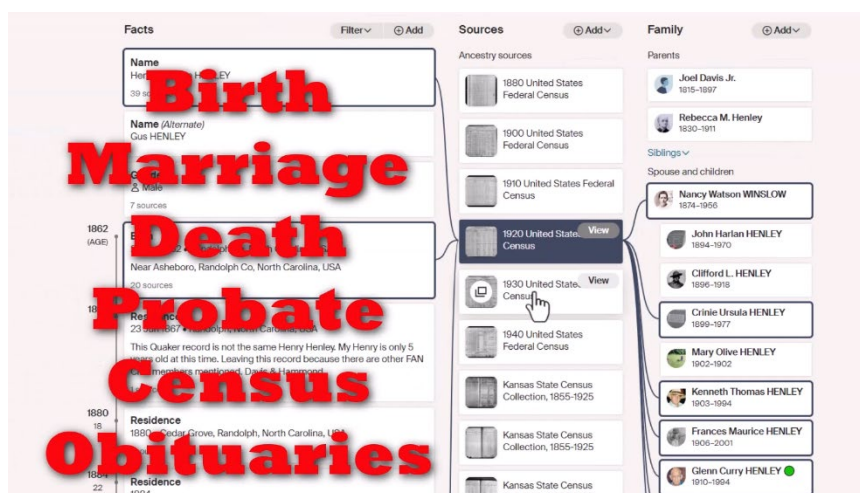 Facts
Filter
Add
Name
HENLEY
39
Name (Alternate)
Gus HENLEY
Male
7 sources
1862
(AGE)
Near Asheboro, Randolph Co, North Carolina, USA
20 sources
This Quaker record is not the same Henry Henley. My Henry is only 5
years old at this time. Leaving this record because there are other FAN
members mentioned. Davis & Hammond
1880
18
Residence
1880 Cedar Grove, Randolph, North Carolina,
22
Residence
Birth
Marriage
Death
Probate
Census
Obituaries
Sources
Add
Ancestry sources
1880 United States
Federal Census
1900 United States
Federal Census
1910 United States Federal
Census
1920 United
Census
View
1930 United
View
1940 United States
Federal Census
Kansas State Census
Collection, 1855-1925
Kansas State Census
Collection, 1855-1925
Kansas State Census
Family
Add
Parents
Joel Davis Jr.
1815-1897
Rebecca M. Henley
1830-1911
Siblings
Spouse and children
Nancy Watson WINSLOW
1874-1956
John Harlan HENLEY
1894-1970
Clifford L. HENLEY
1896-1918
Crinie Ursula HENLEY
1899-1977
Mary Olive HENLEY
1902-1902
Kenneth Thomas HENLEY
1903-1994
Frances Maurice HENLEY
1906-2001
Glenn Curry HENLEY
1910-1994